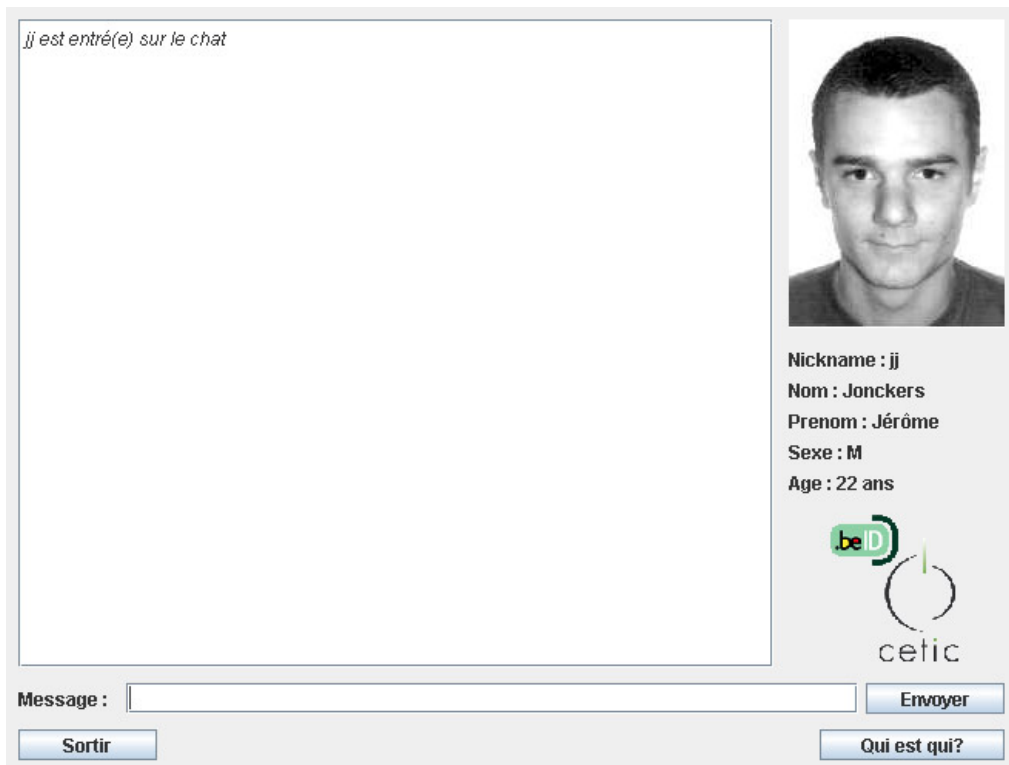 jj est entré(e) sur le chat
Nickname : jj
Nom : Jonckers
Prenom : Jérôme
Sexe : M
Age : 22 ans
.beID
cetic
Message :
Envoyer
Sortir
Qui est qui?